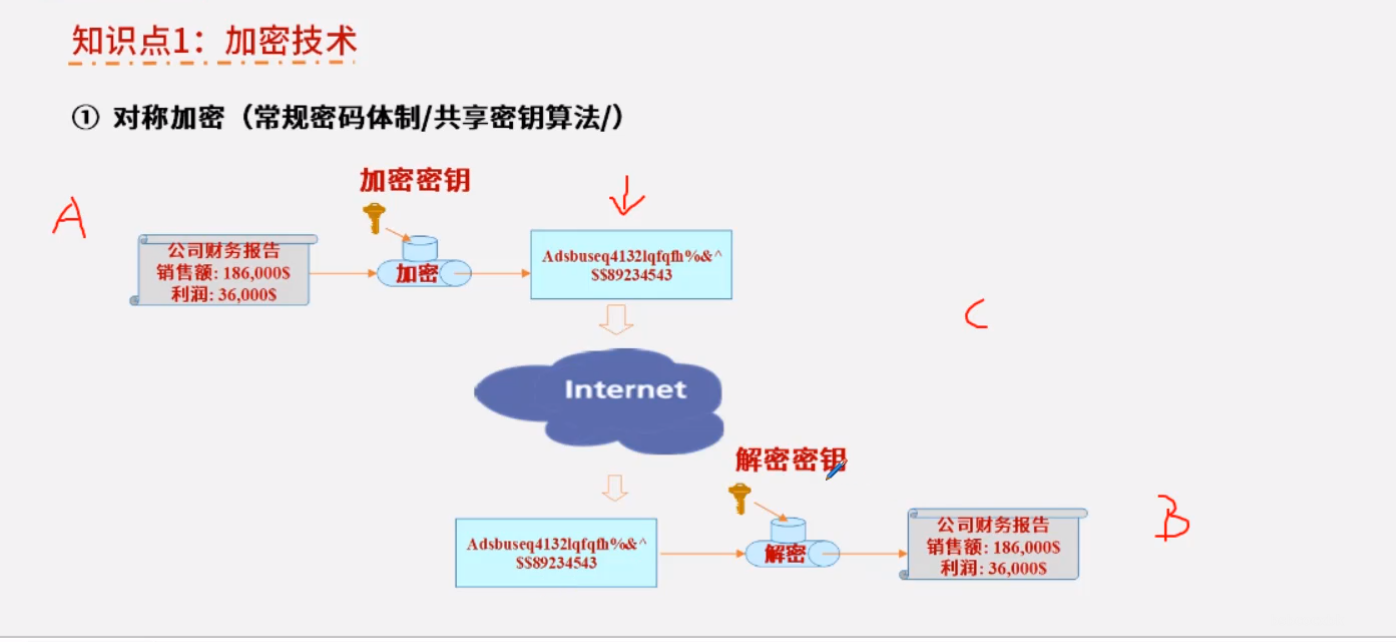 知识点1：加密技术
① 对称加密（常规密码体制/共享密钥算法/）
加密密钥
A
公司财务报告
销售额: 186,000$
利润: 36,000$
加密
Adsbuseq4132lqfqfh%&^
$$89234543
C
Internet
解密密钥
Adsbuseq4132lqfqfh%&^
$$89234543
解密
公司财务报告
销售额: 186,000$
利润: 36,000$
B